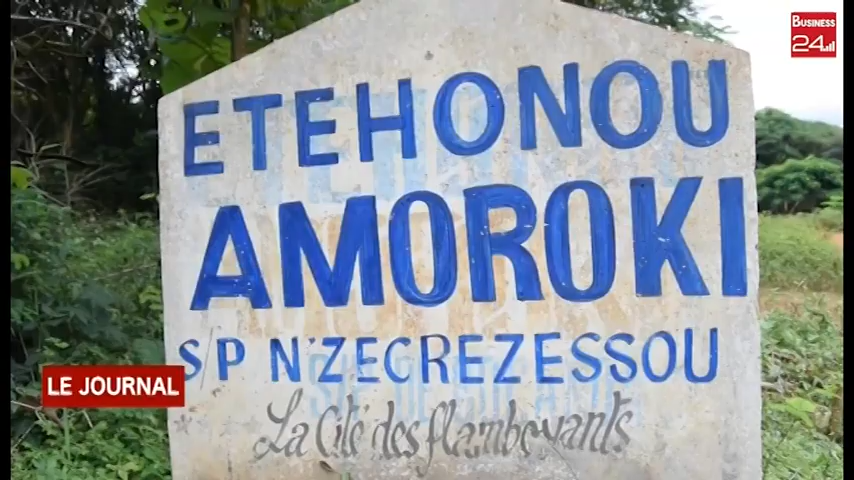 BUSINESS
24
ETEHONOU
AMOROKI
S/P N'ZECREZESSOU
La Cité des flamboyants
LE JOURNAL